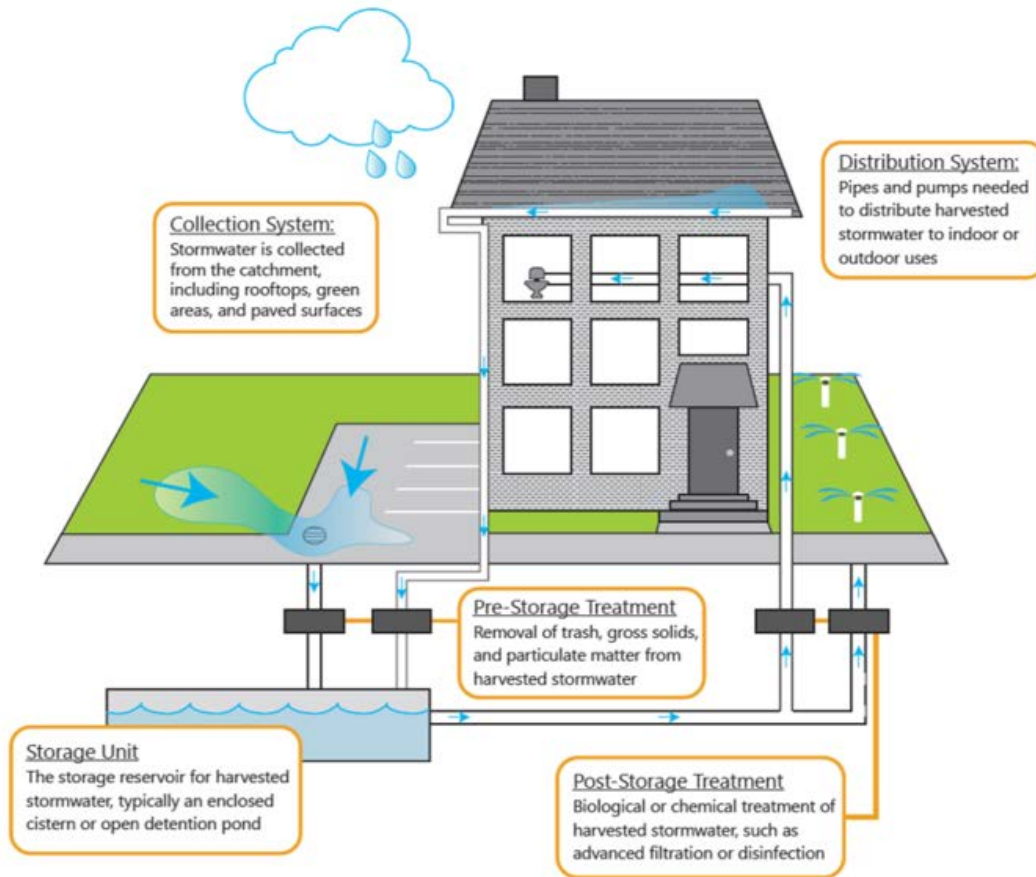 Distribution System:
Pipes and pumps needed
to distribute harvested
stormwater to indoor or
outdoor uses
Collection System:
Stormwater is collected
from the catchment,
including rooftops, green
areas, and paved surfaces
Pre-Storage Treatment
Removal of trash, gross solids,
and particulate matter from
harvested stormwater
Storage Unit
The storage reservoir for harvested
stormwater, typically an enclosed
cistern or open detention pond
Post-Storage Treatment
Biological or chemical treatment of
harvested stormwater, such as
advanced filtration or disinfection